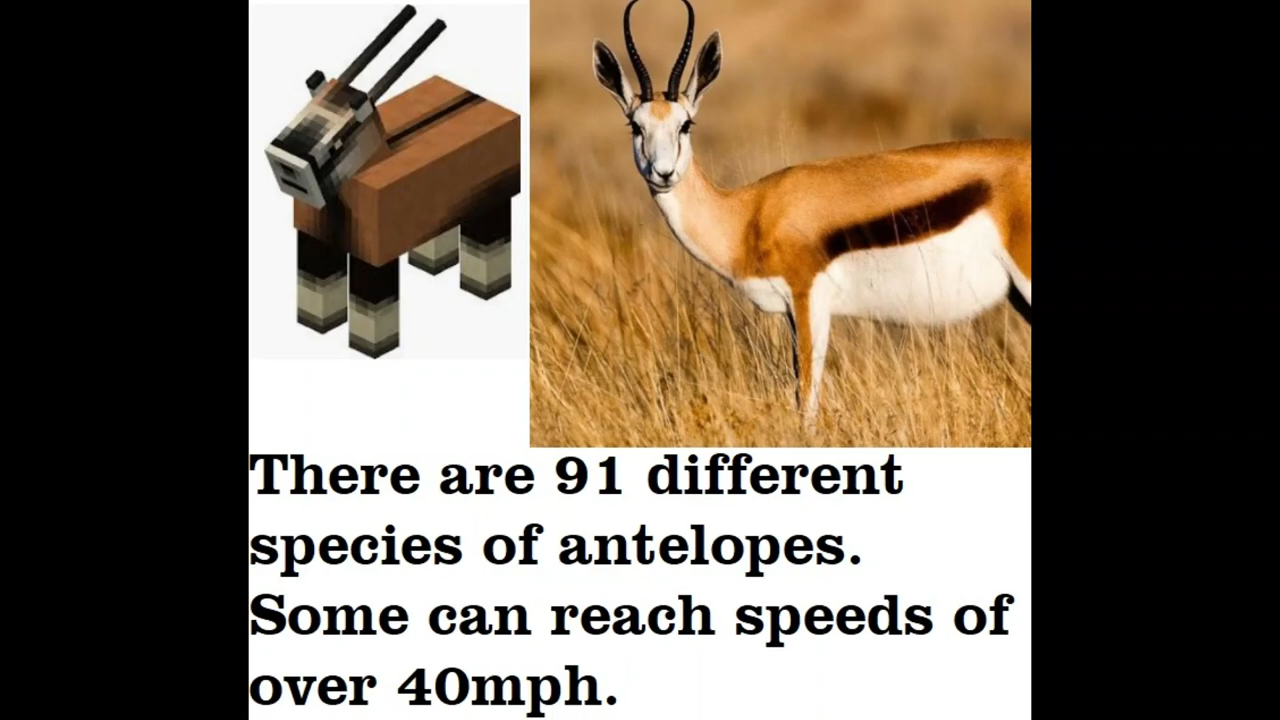 There are 91 different
species of antelopes.
Some can reach speeds of
over 40mph.